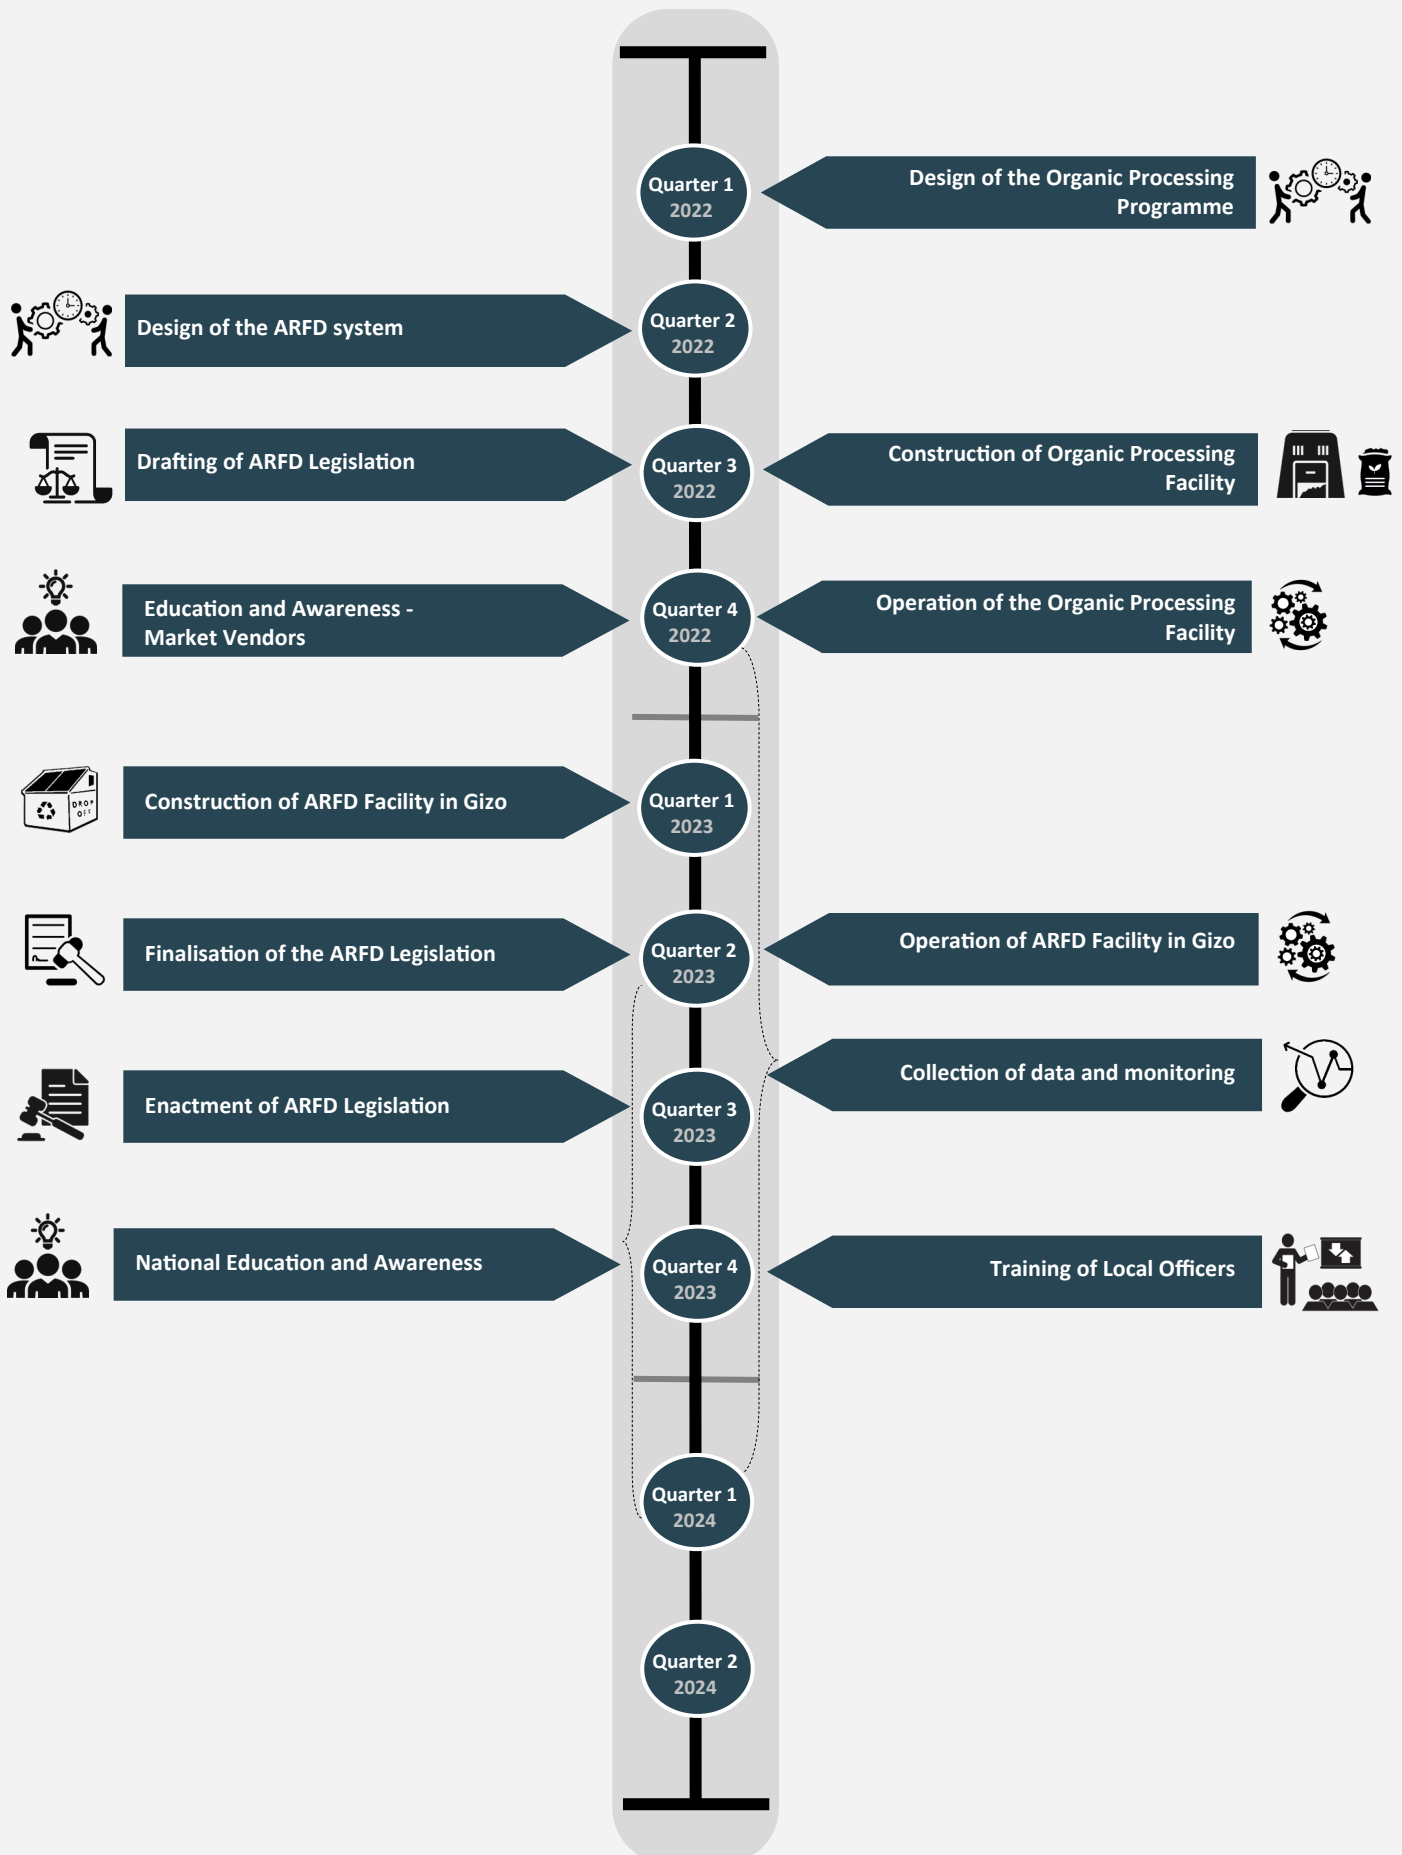 Quarter 1
2022
Design of the Organic Processing
Programme
Design of the ARFD system
Quarter 2
2022
Drafting of ARFD Legislation
Quarter 3
2022
Construction of Organic Processing
Facility
Education and Awareness -
Market Vendors
Quarter 4
2022
Operation of the Organic Processing
Facility
DROP
OFF
Construction of ARFD Facility in Gizo
Quarter 1
2023
Finalisation of the ARFD Legislation
Quarter 2
2023
Operation of ARFD Facility in Gizo
Collection of data and monitoring
Enactment of ARFD Legislation
Quarter 3
2023
National Education and Awareness
Quarter 4
2023
Training of Local Officers
Quarter 1
2024
Quarter 2
2024